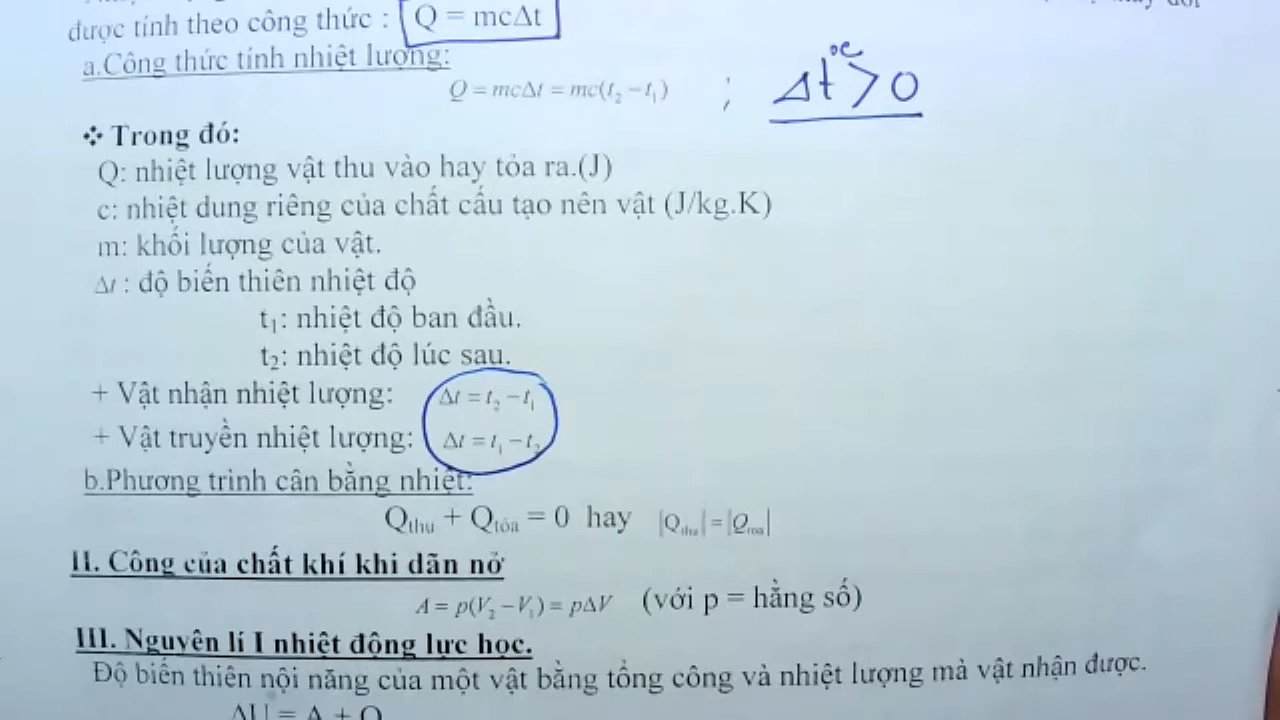 được tính theo công thức : Q = mcΔt
a.Công thức tính nhiệt lượng:
Q = mcΔt = mc(t₂ – t₁) ; Δt°c > 0
❖ Trong đó:
Q: nhiệt lượng vật thu vào hay tỏa ra.(J)
c: nhiệt dung riêng của chất cấu tạo nên vật (J/kg.K)
m: khối lượng của vật.
Δt : độ biến thiên nhiệt độ
t₁: nhiệt độ ban đầu.
t₂: nhiệt độ lúc sau.
+ Vật nhận nhiệt lượng: Δt = t₂ – t₁
+ Vật truyền nhiệt lượng: Δt = t₁ – t₂
b.Phương trình cân bằng nhiệt:
Qthu + Qtỏa = 0 hay |Qthu| = |Qtoa|
II. Công của chất khí khi dãn nở
A = p(V₂ – V₁) = pΔV (với p = hằng số)
III. Nguyên lí I nhiệt động lực học.
Độ biến thiên nội năng của một vật bằng tổng công và nhiệt lượng mà vật nhận được.
ΔU = A + Q